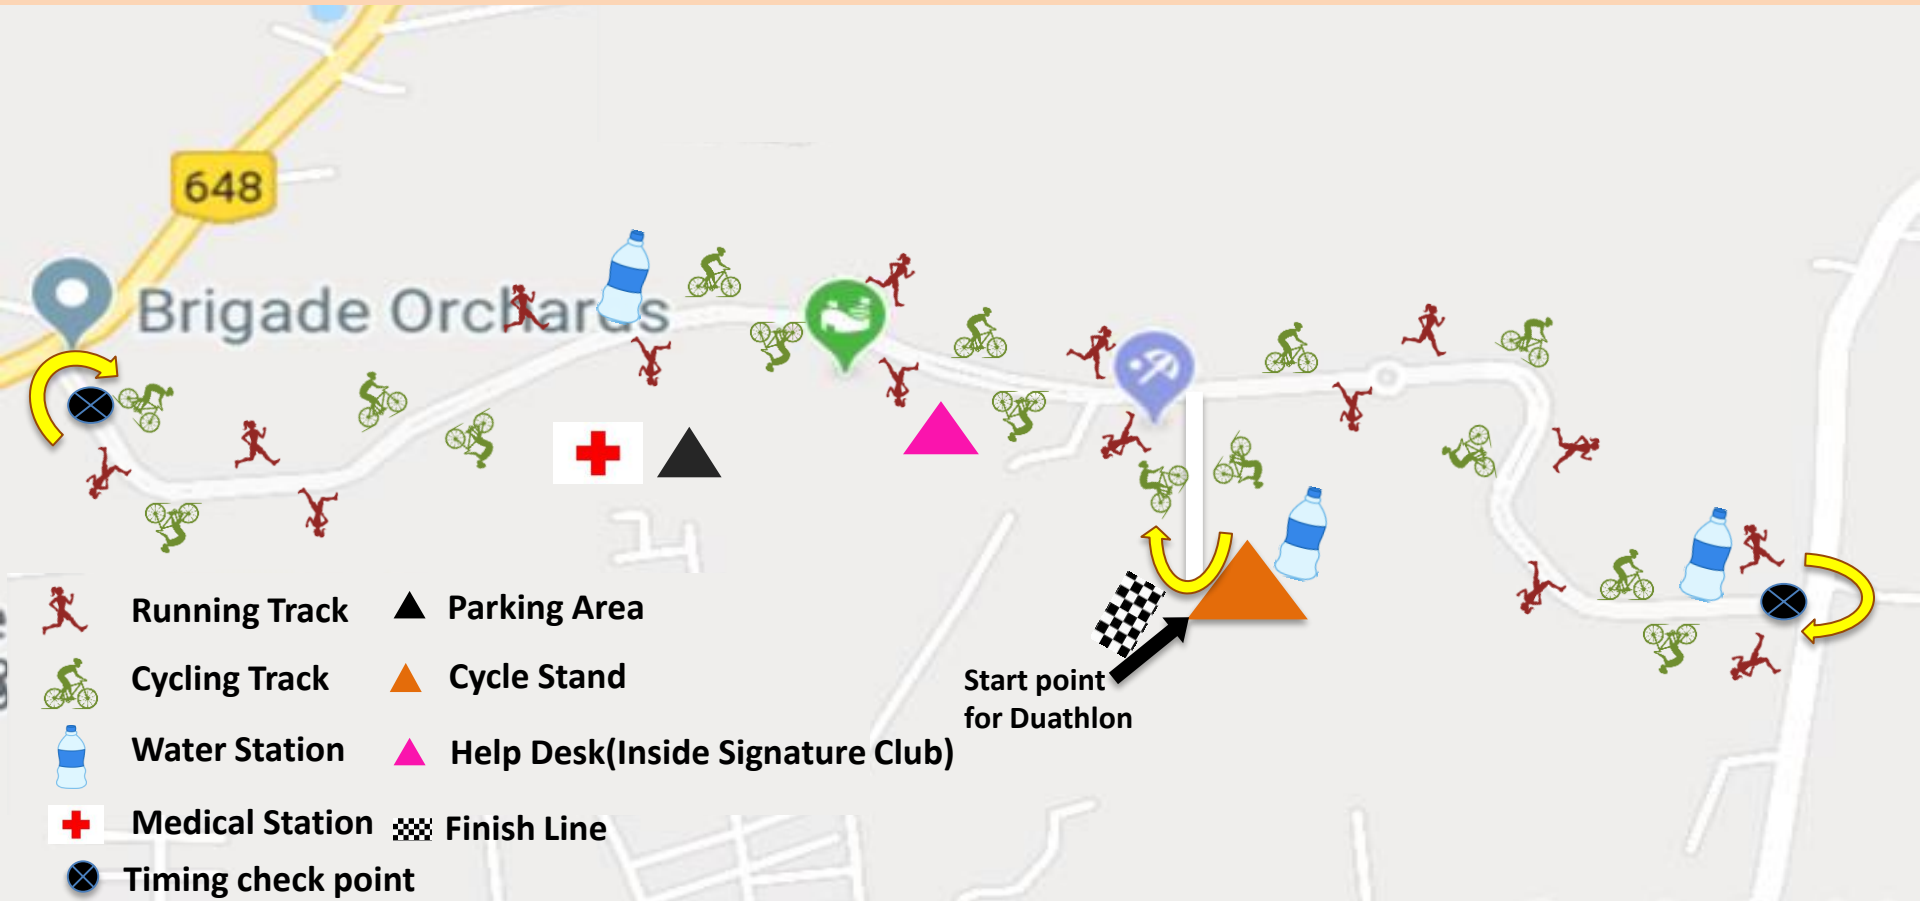 648
Brigade Orchards
Running Track
Parking Area
Cycling Track
Cycle Stand
Start point
for Duathlon
Water Station
Help Desk(Inside Signature Club)
Medical Station
Finish Line
Timing check point